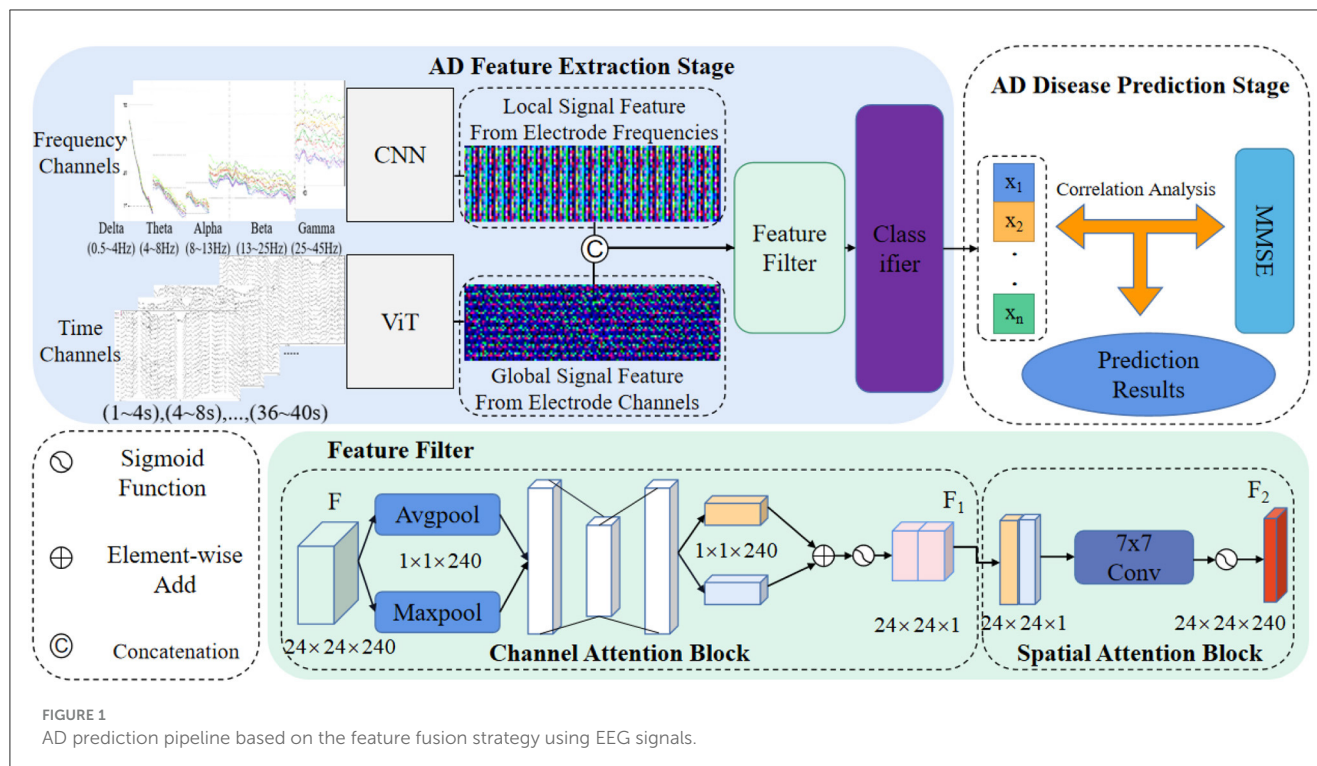 AD Feature Extraction Stage
Frequency
Channels
Delta
(0.5~4Hz)
Theta
(4~8Hz)
Alpha
(8~13Hz)
Beta
(13~25Hz)
Gamma
(25~45Hz)
CNN
Local Signal Feature
From Electrode Frequencies
Time
Channels
.....
(1~4s),(4~8s),...,(36~40s)
ViT
C
Global Signal Feature
From Electrode Channels
Feature
Filter
Class
ifier
AD Disease Prediction Stage
x1
x2
.
.
xn
Correlation Analysis
MMSE
Prediction
Results
Sigmoid
Function
Element-wise
Add
C
Concatenation
Feature Filter
F
24×24×240
Avgpool
1×1×240
Maxpool
1×1×240
F1
24×24×1
Channel Attention Block
24×24×1
7x7
Conv
F2
24×24×240
Spatial Attention Block
FIGURE 1
AD prediction pipeline based on the feature fusion strategy using EEG signals.